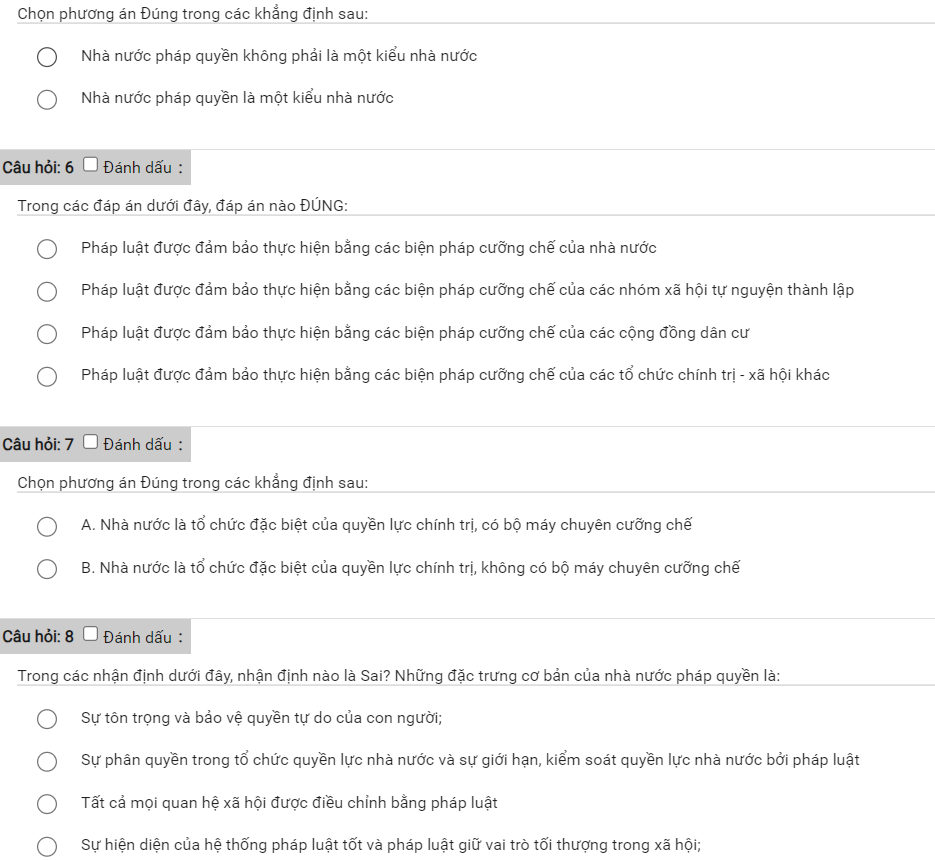 Chọn phương án Đúng trong các khẳng định sau:
Nhà nước pháp quyền không phải là một kiểu nhà nước
Nhà nước pháp quyền là một kiểu nhà nước
Câu hỏi: 6 Đánh dấu :
Trong các đáp án dưới đây, đáp án nào ĐÚNG:
Pháp luật được đảm bảo thực hiện bằng các biện pháp cưỡng chế của nhà nước
Pháp luật được đảm bảo thực hiện bằng các biện pháp cưỡng chế của các nhóm xã hội tự nguyện thành lập
Pháp luật được đảm bảo thực hiện bằng các biện pháp cưỡng chế của các cộng đồng dân cư
Pháp luật được đảm bảo thực hiện bằng các biện pháp cưỡng chế của các tổ chức chính trị - xã hội khác
Câu hỏi: 7 Đánh dấu :
Chọn phương án Đúng trong các khẳng định sau:
A. Nhà nước là tổ chức đặc biệt của quyền lực chính trị, có bộ máy chuyên cưỡng chế
B. Nhà nước là tổ chức đặc biệt của quyền lực chính trị, không có bộ máy chuyên cưỡng chế
Câu hỏi: 8 Đánh dấu :
Trong các nhận định dưới đây, nhận định nào là Sai? Những đặc trưng cơ bản của nhà nước pháp quyền là:
Sự tôn trọng và bảo vệ quyền tự do của con người;
Sự phân quyền trong tổ chức quyền lực nhà nước và sự giới hạn, kiểm soát quyền lực nhà nước bởi pháp luật
Tất cả mọi quan hệ xã hội được điều chỉnh bằng pháp luật
Sự hiện diện của hệ thống pháp luật tốt và pháp luật giữ vai trò tối thượng trong xã hội;